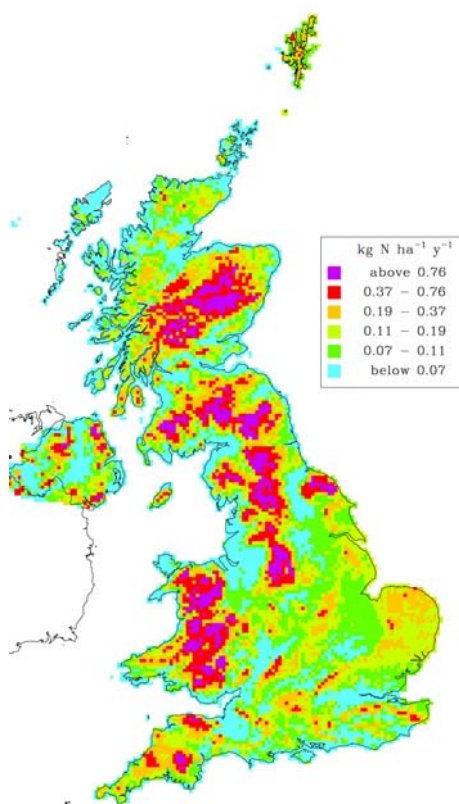 kg N ha⁻¹ y⁻¹
above 0.76
0.37 – 0.76
0.19 – 0.37
0.11 – 0.19
0.07 – 0.11
below 0.07